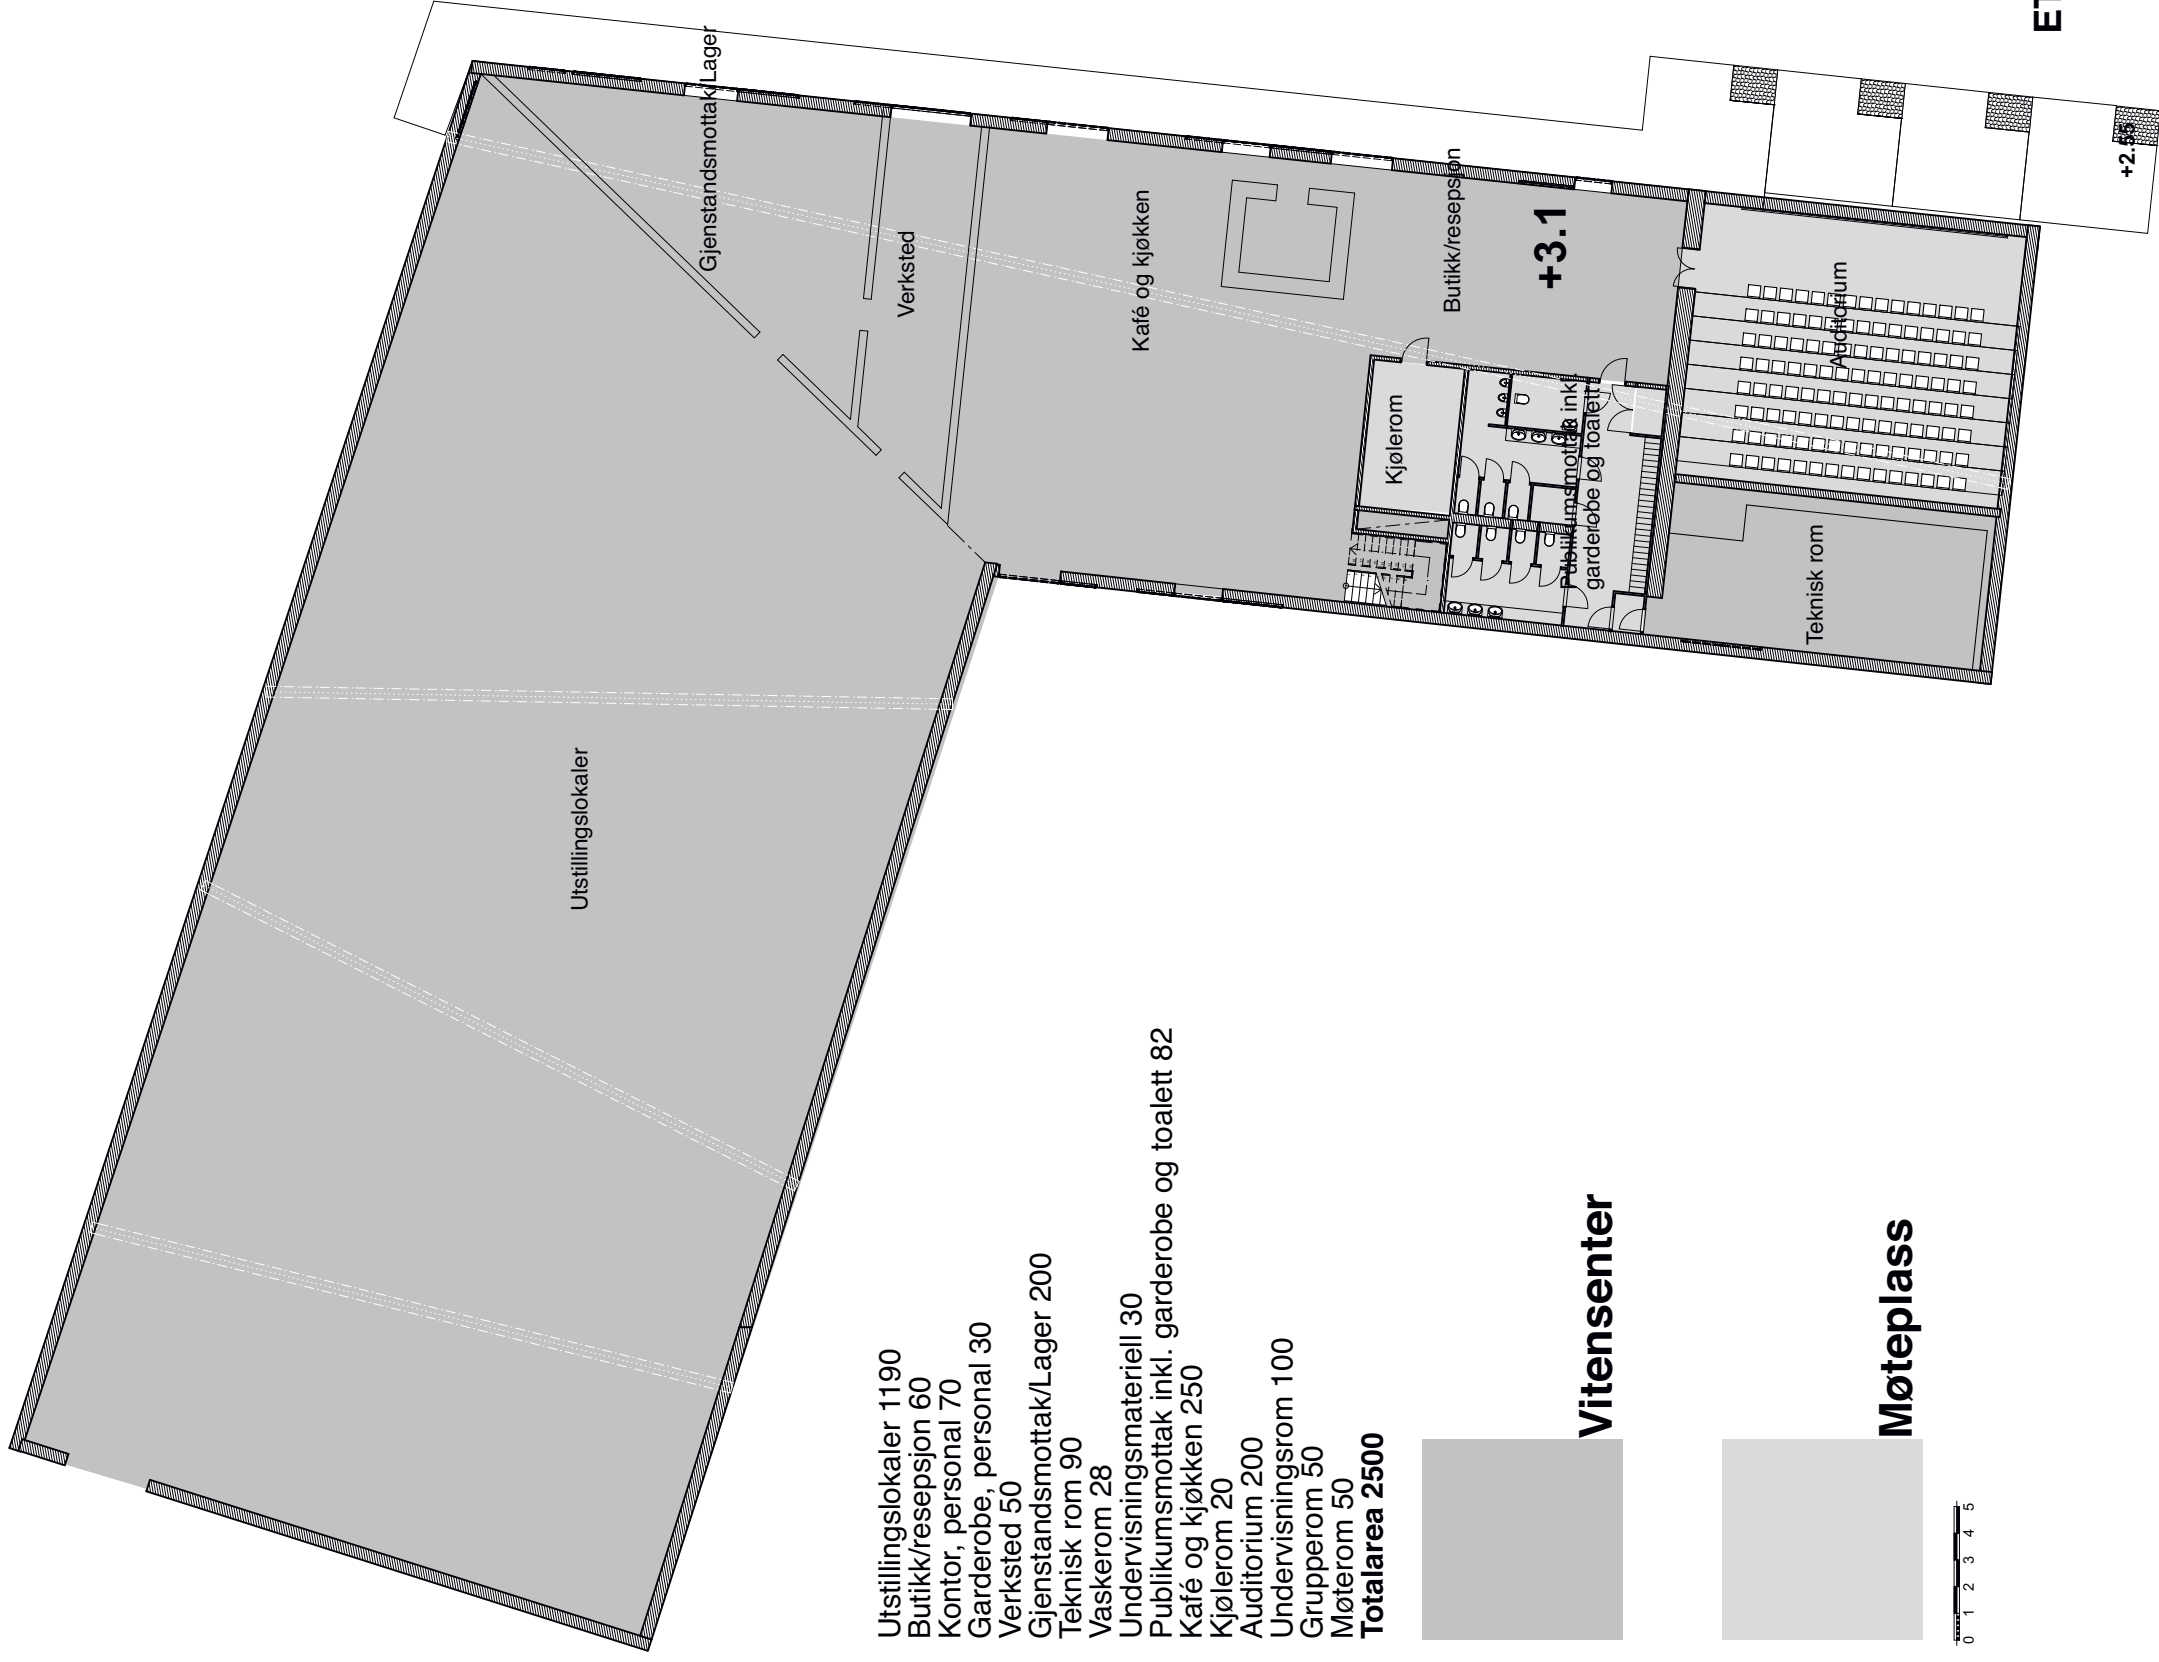 ET
+2.55
Gjenstandsmottak/Lager
Verksted
Kafé og kjøkken
Butikk/resepsjon
+3.1
Auditorium
Kjølerom
Publikumsmottak inkl.
garderobe og toalett
Teknisk rom
Utstillingslokaler
Utstillingslokaler 1190
Butikk/resepsjon 60
Kontor, personal 70
Garderobe, personal 30
Verksted 50
Gjenstandsmottak/Lager 200
Teknisk rom 90
Vaskerom 28
Undervisningsmateriell 30
Publikumsmottak inkl. garderobe og toalett 82
Kafé og kjøkken 250
Kjølerom 20
Auditorium 200
Undervisningsrom 100
Grupperom 50
Møterom 50
Totalarea 2500
Vitensenter
Møteplass
0 1 2 3 4 5